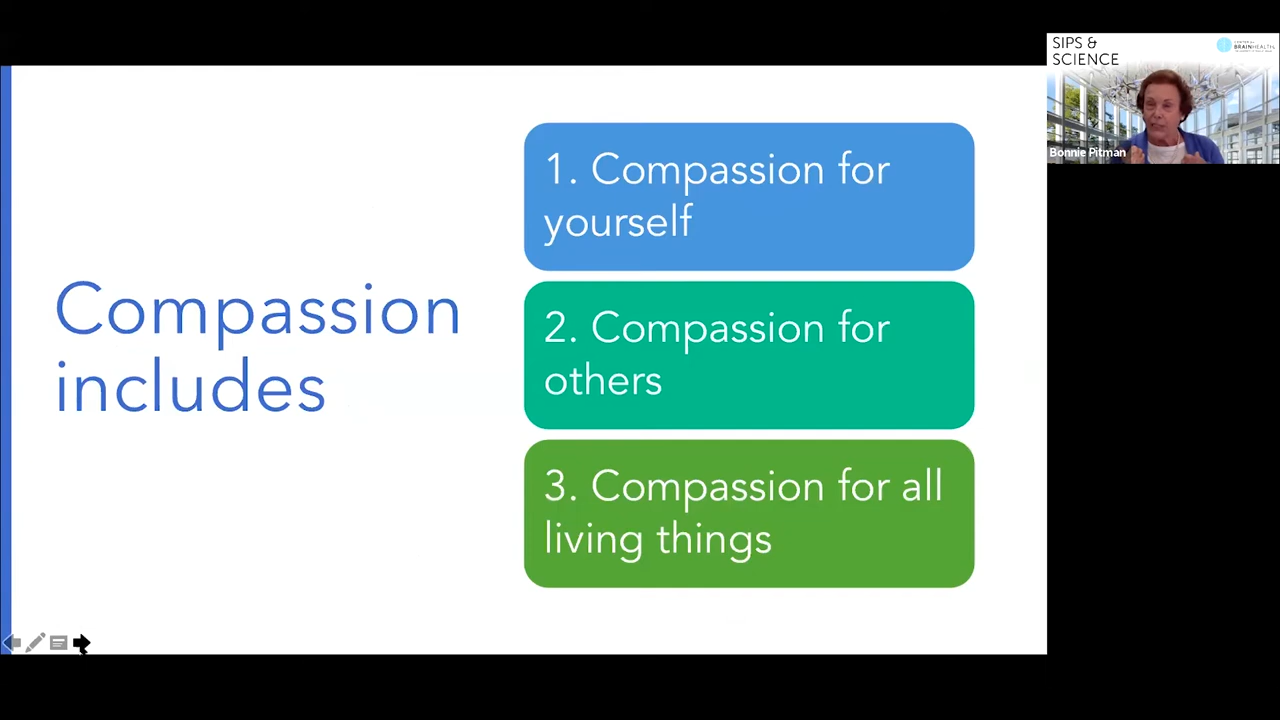 Compassion
includes
1. Compassion for
yourself
2. Compassion for
others
3. Compassion for all
living things
SIPS &
SCIENCE
BRAINHEALTH
Bonnie Pitman